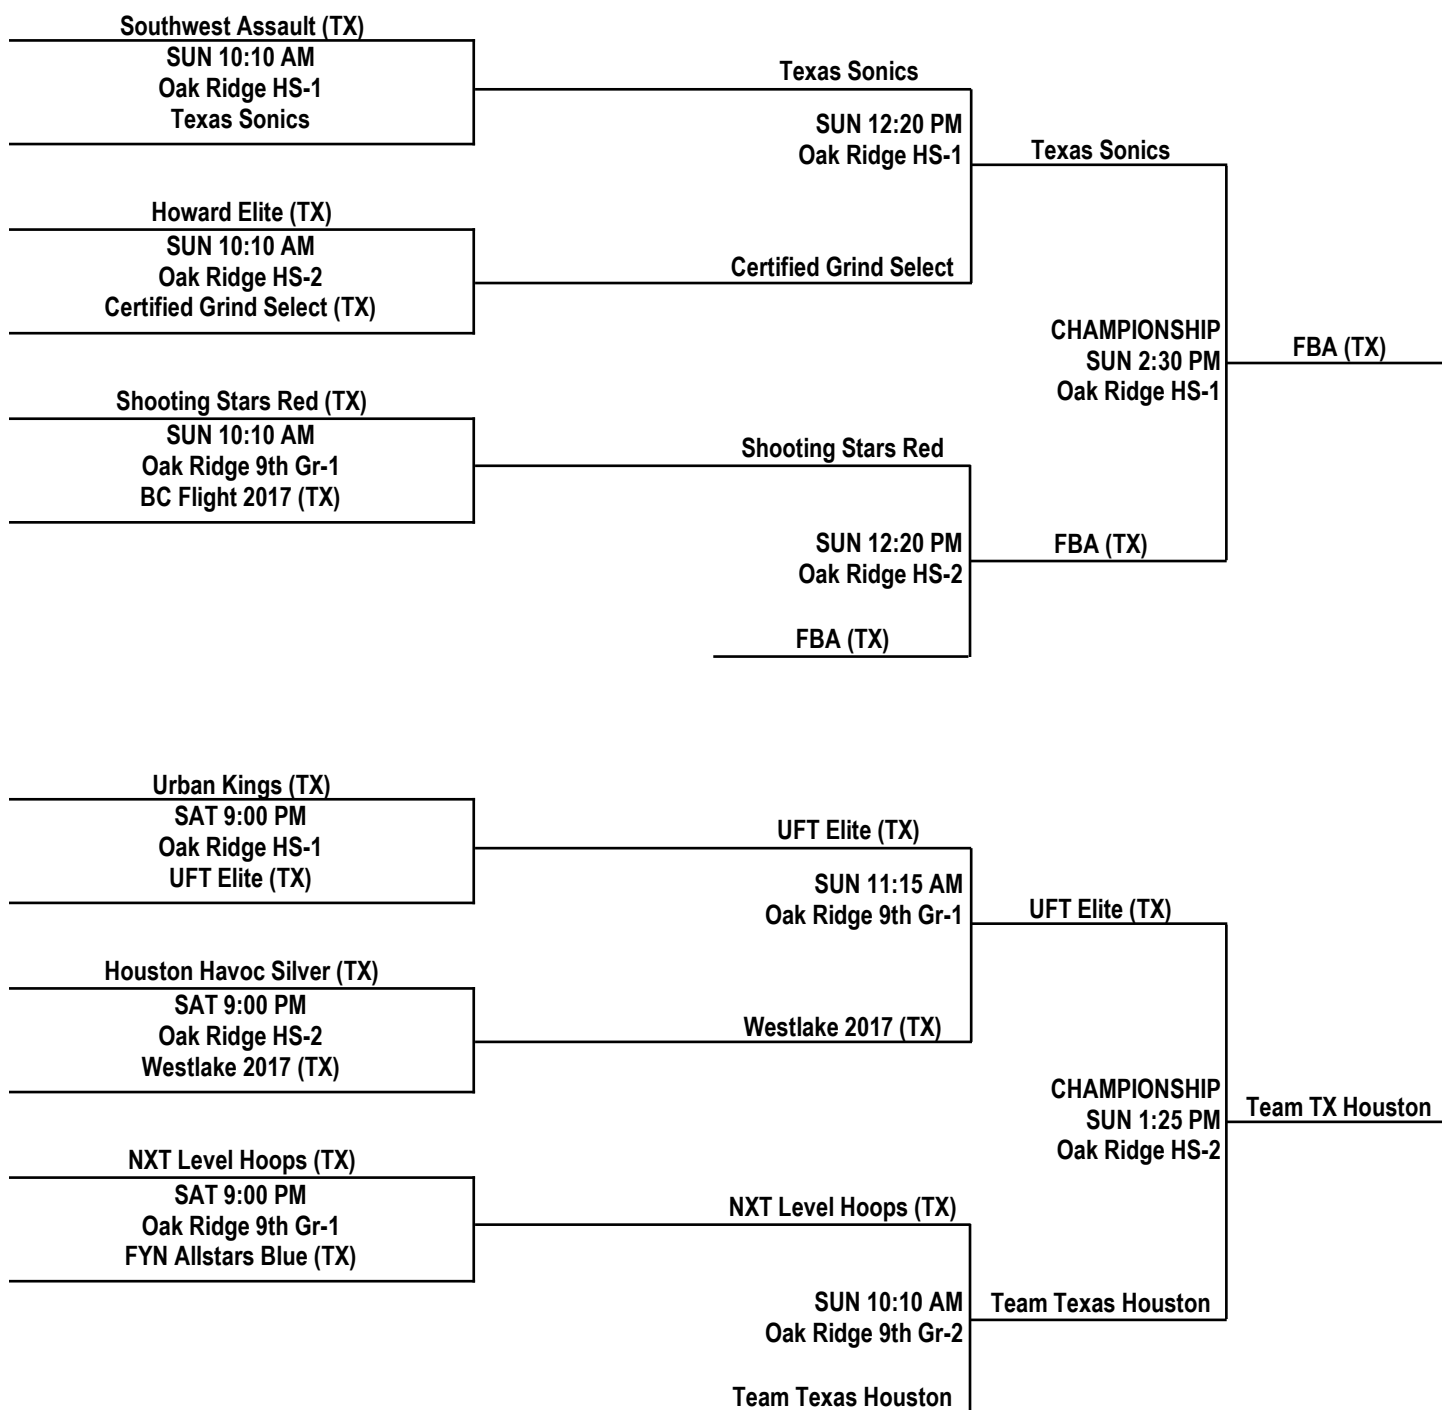 Southwest Assault (TX)
SUN 10:10 AM
Oak Ridge HS-1
Texas Sonics
Texas Sonics
SUN 12:20 PM
Oak Ridge HS-1
Texas Sonics
Howard Elite (TX)
SUN 10:10 AM
Oak Ridge HS-2
Certified Grind Select (TX)
Certified Grind Select
CHAMPIONSHIP
SUN 2:30 PM
Oak Ridge HS-1
FBA (TX)
Shooting Stars Red (TX)
SUN 10:10 AM
Oak Ridge 9th Gr-1
BC Flight 2017 (TX)
Shooting Stars Red
SUN 12:20 PM
Oak Ridge HS-2
FBA (TX)
FBA (TX)
Urban Kings (TX)
SAT 9:00 PM
Oak Ridge HS-1
UFT Elite (TX)
UFT Elite (TX)
SUN 11:15 AM
Oak Ridge 9th Gr-1
UFT Elite (TX)
Houston Havoc Silver (TX)
SAT 9:00 PM
Oak Ridge HS-2
Westlake 2017 (TX)
Westlake 2017 (TX)
CHAMPIONSHIP
SUN 1:25 PM
Oak Ridge HS-2
Team TX Houston
NXT Level Hoops (TX)
SAT 9:00 PM
Oak Ridge 9th Gr-1
FYN Allstars Blue (TX)
NXT Level Hoops (TX)
SUN 10:10 AM
Oak Ridge 9th Gr-2
Team Texas Houston
Team Texas Houston